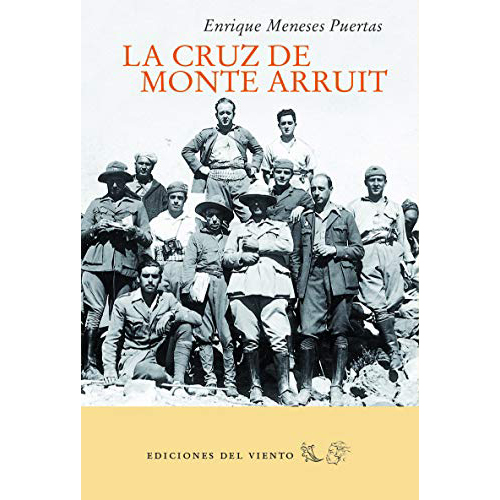 Enrique Meneses Puertas
LA CRUZ DE
MONTE ARRUIT
EDICIONES DEL VIENTO